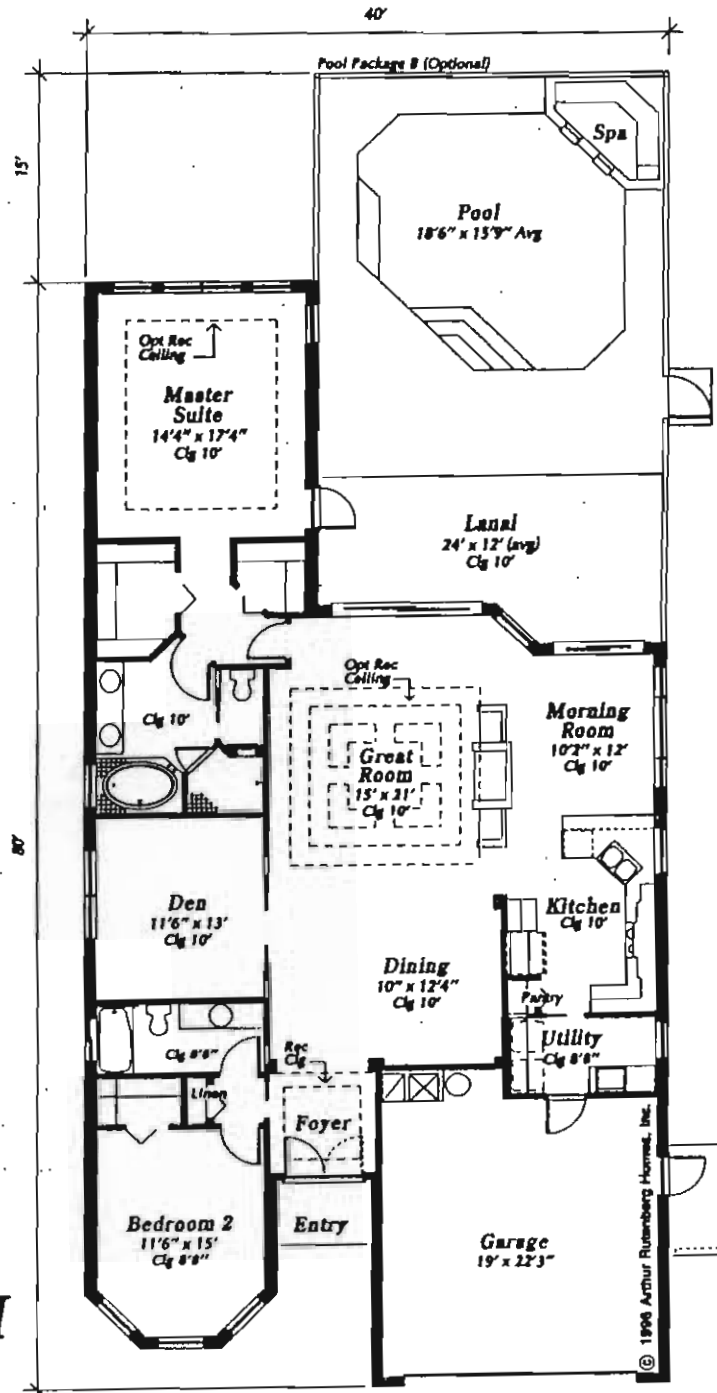 40'
Pool Package B (Optional)
15'
Spa
Pool
18'6" x 15'9" Avg
Opt Rec
Ceiling
Master
Suite
14'4" x 17'4"
Clg 10'
Lanai
24' x 12' (avg)
Clg 10'
Opt Rec
Ceiling
Clg 10'
Great
Room
15' x 21'
Clg 10'
Morning
Room
10'2" x 12'
Clg 10'
80'
Den
11'6" x 13'
Clg 10'
Kitchen
Clg 10'
Dining
10" x 12'4"
Clg 10'
Pantry
Clg 8'8"
Utility
Clg 8'8"
Rec
Clg
Linen
Foyer
Bedroom 2
11'6" x 15'
Clg 8'8"
Entry
Garage
19' x 22'3"
© 1996 Arthur Rutenberg Homes, Inc.